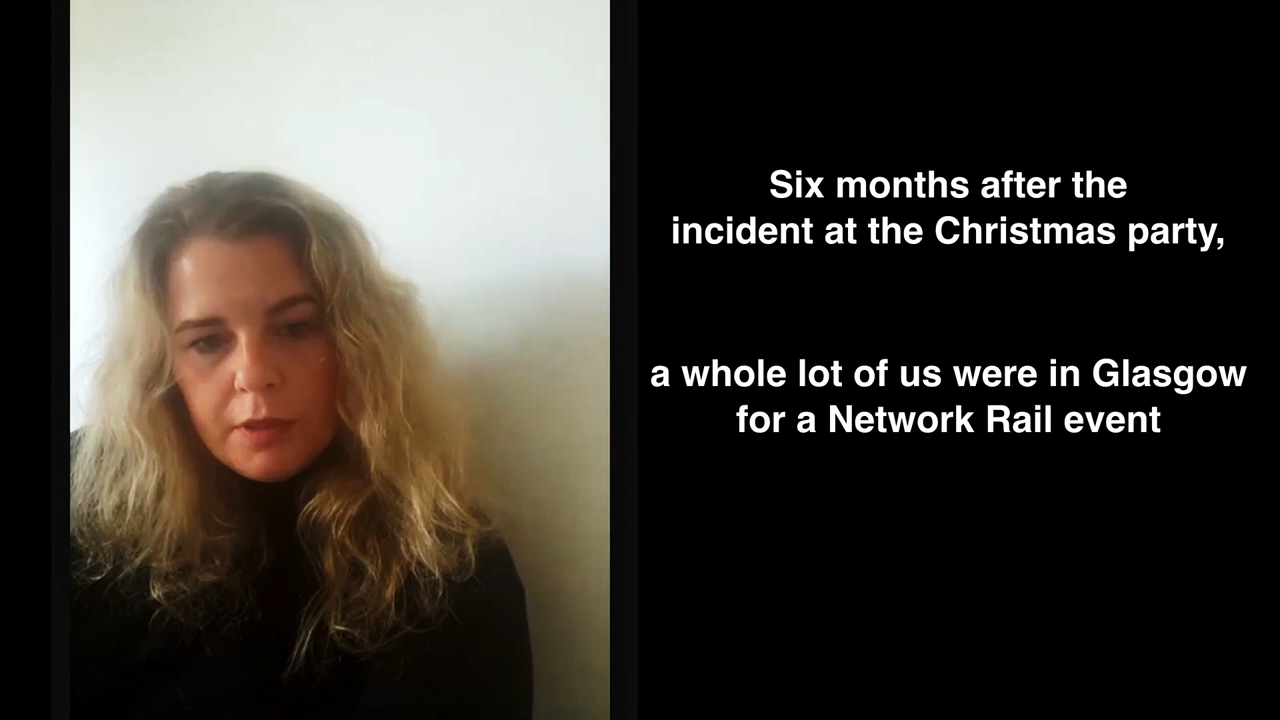 Six months after the
incident at the Christmas party,
a whole lot of us were in Glasgow
for a Network Rail event